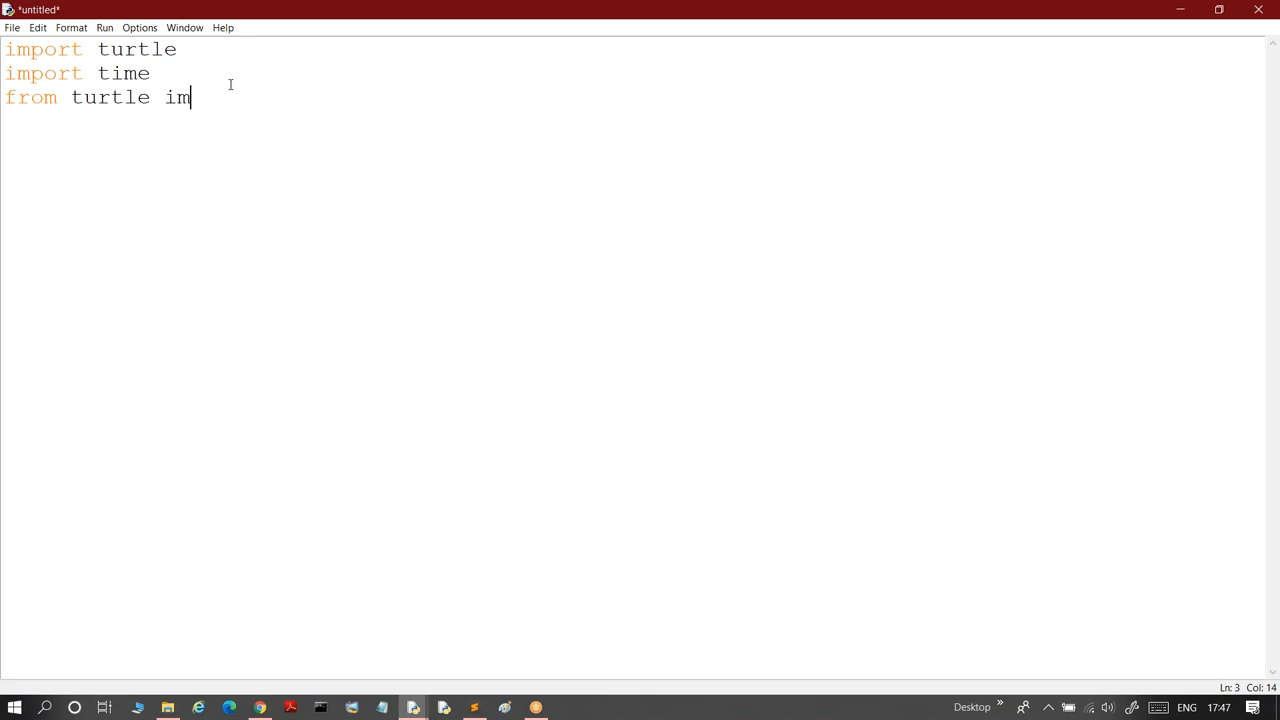 *untitled*
File Edit Format Run Options Window Help
import turtle
import time
from turtle im
Ln: 3 Col: 14
Desktop
ENG
17:47